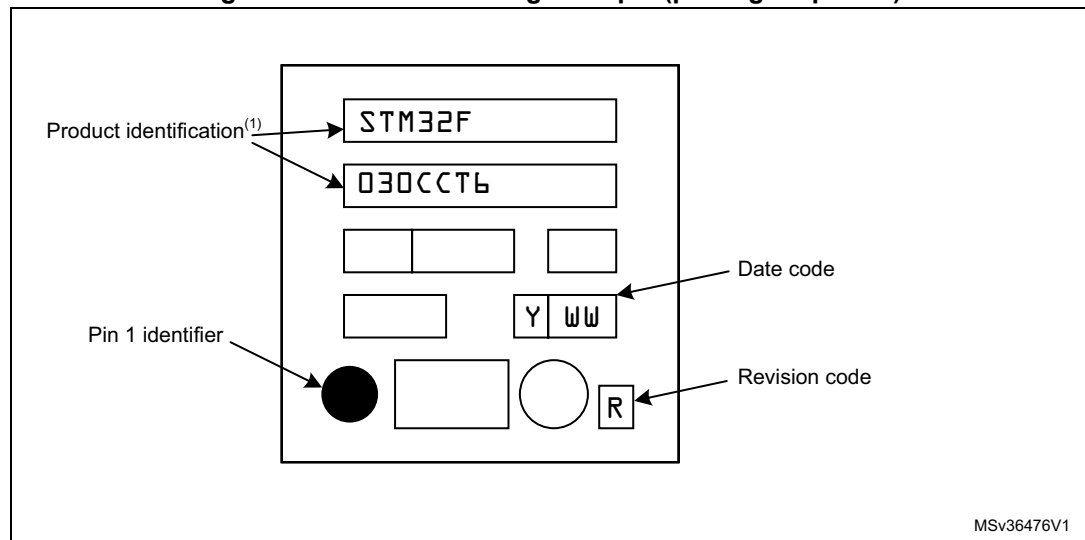 STM32F
Product identification(1)
030CCT6
Date code
Y WW
Pin 1 identifier
Revision code
R
MSv36476V1